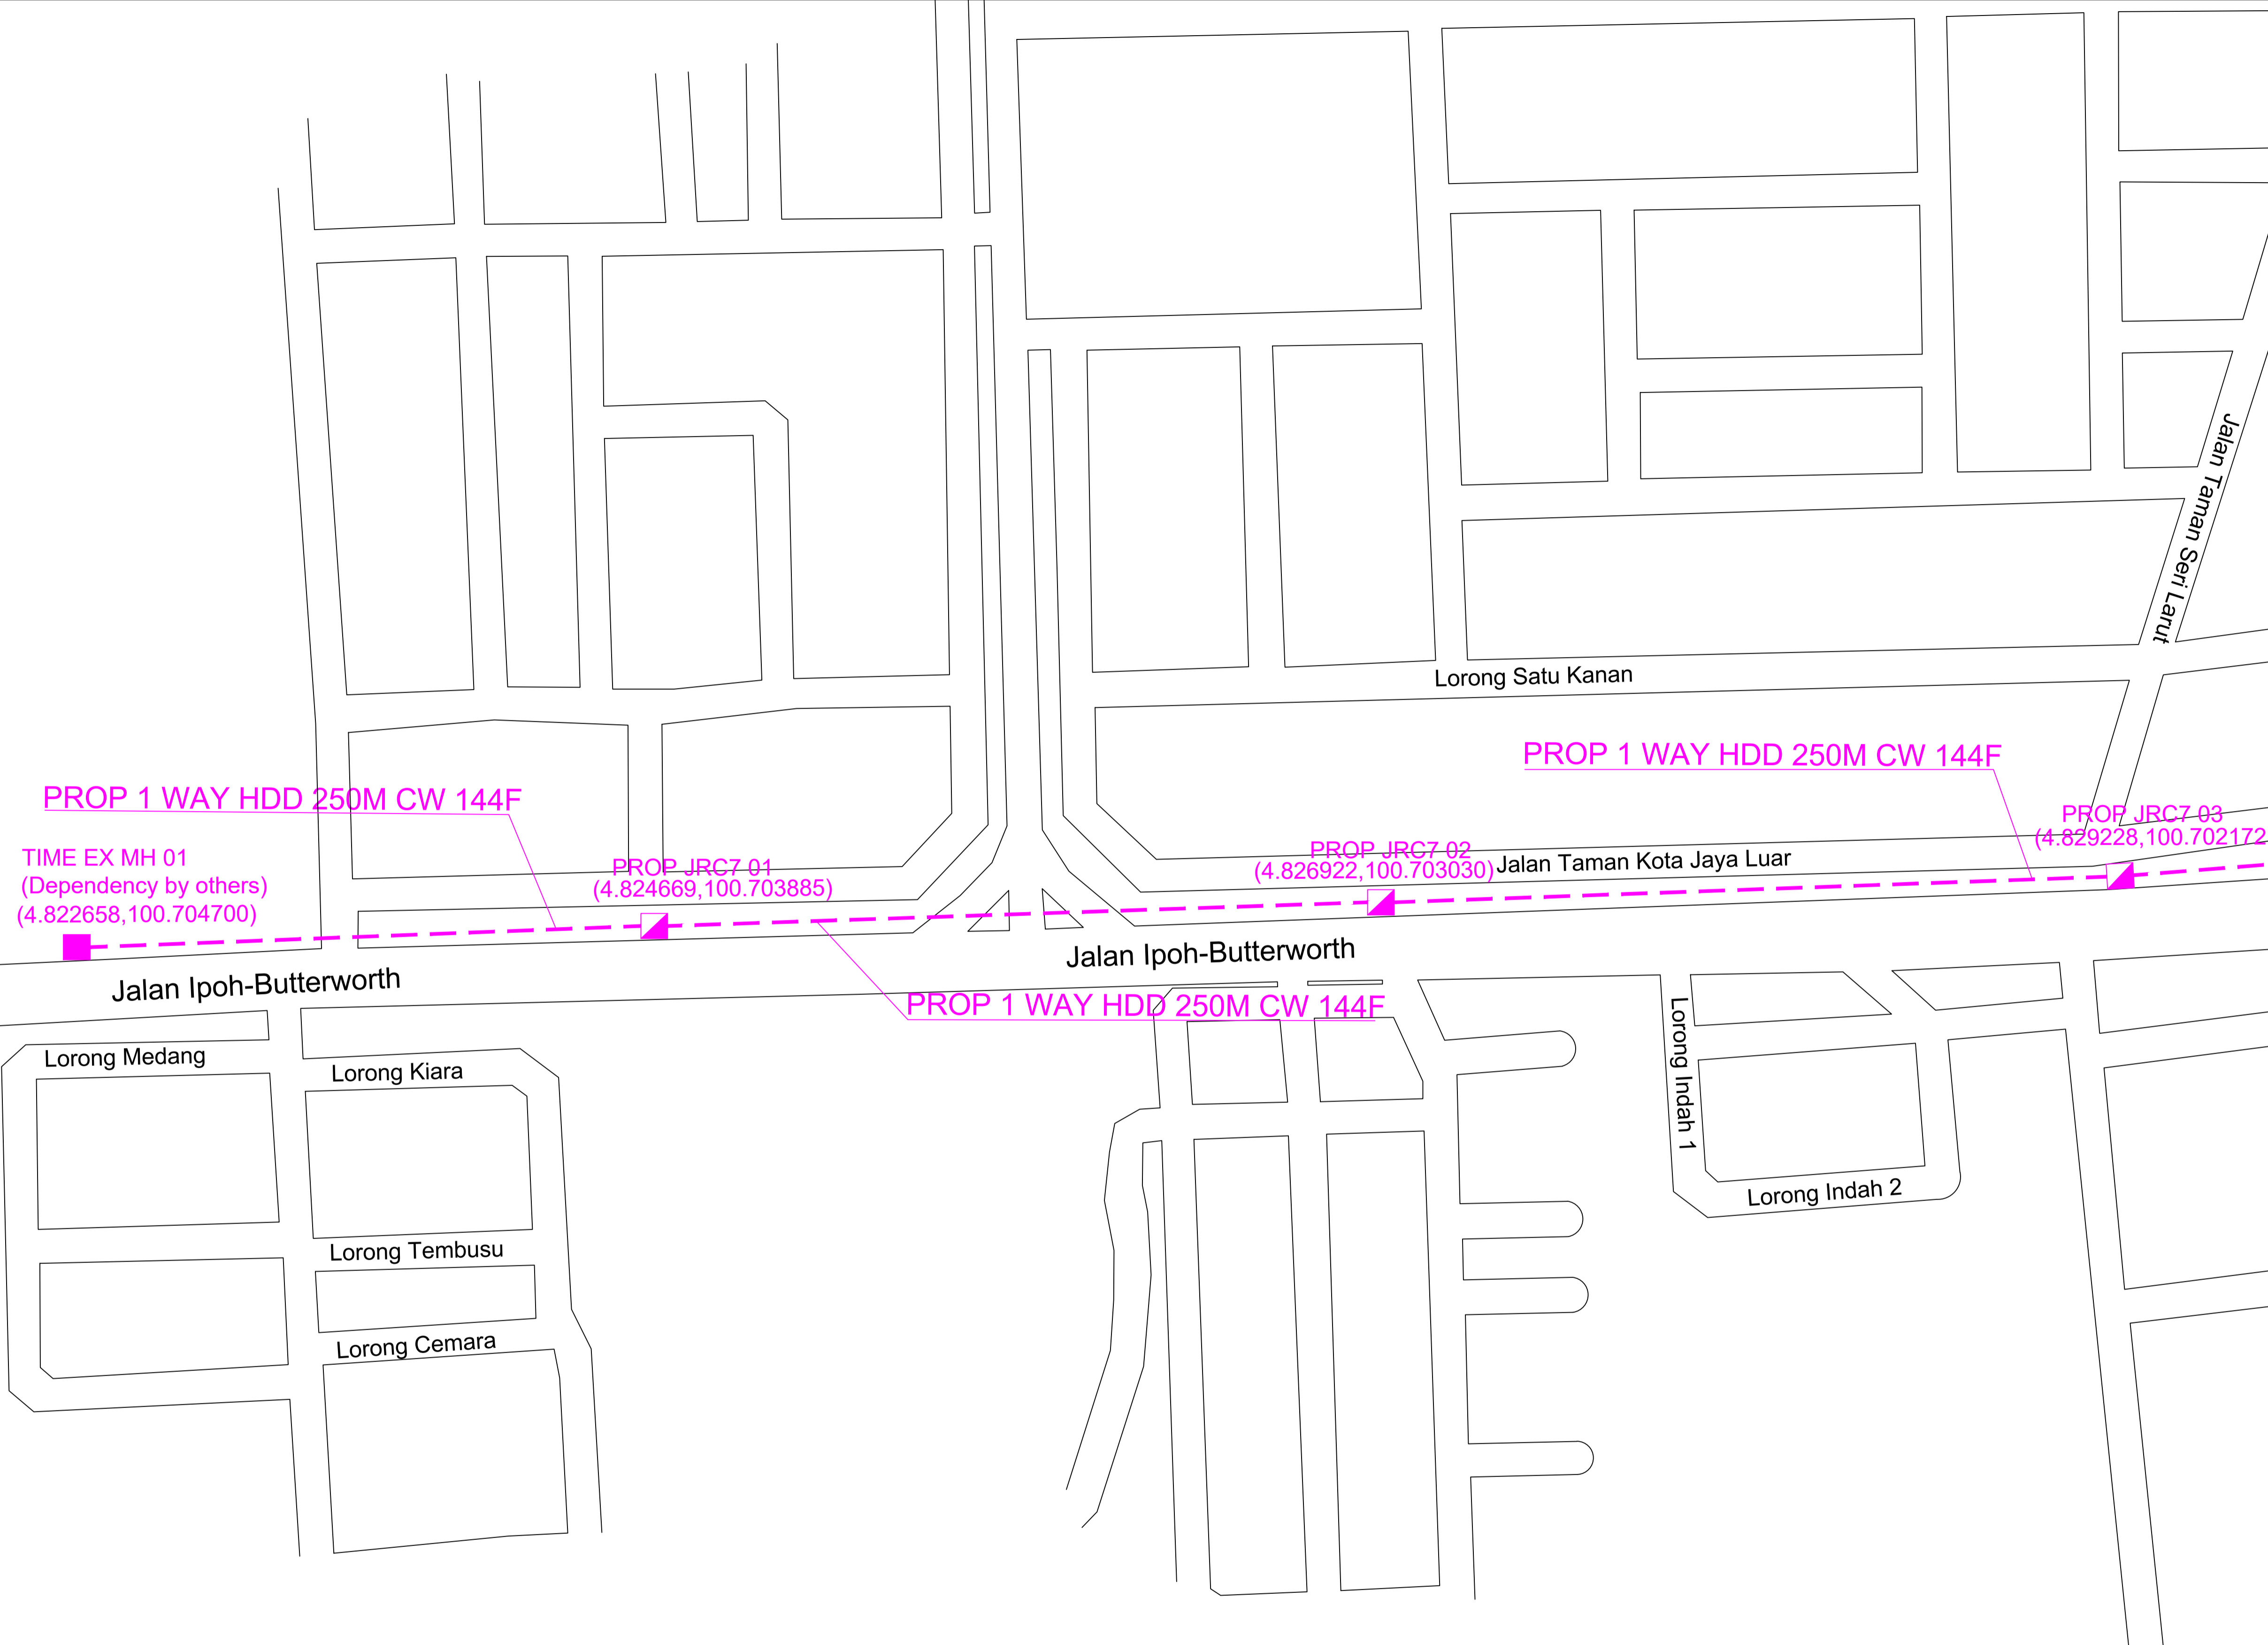 Jalan Taman Seri Larut
Lorong Satu Kanan
PROP 1 WAY HDD 250M CW 144F
PROP 1 WAY HDD 250M CW 144F
TIME EX MH 01
(Dependency by others)
(4.822658,100.704700)
PROP JRC7 01
(4.824669,100.703885)
PROP JRC7 02
(4.826922,100.703030)
Jalan Taman Kota Jaya Luar
PROP JRC7 03
(4.829228,100.702172
Jalan Ipoh-Butterworth
Jalan Ipoh-Butterworth
PROP 1 WAY HDD 250M CW 144F
Lorong Medang
Lorong Kiara
Lorong Indah 1
Lorong Indah 2
Lorong Tembusu
Lorong Cemara